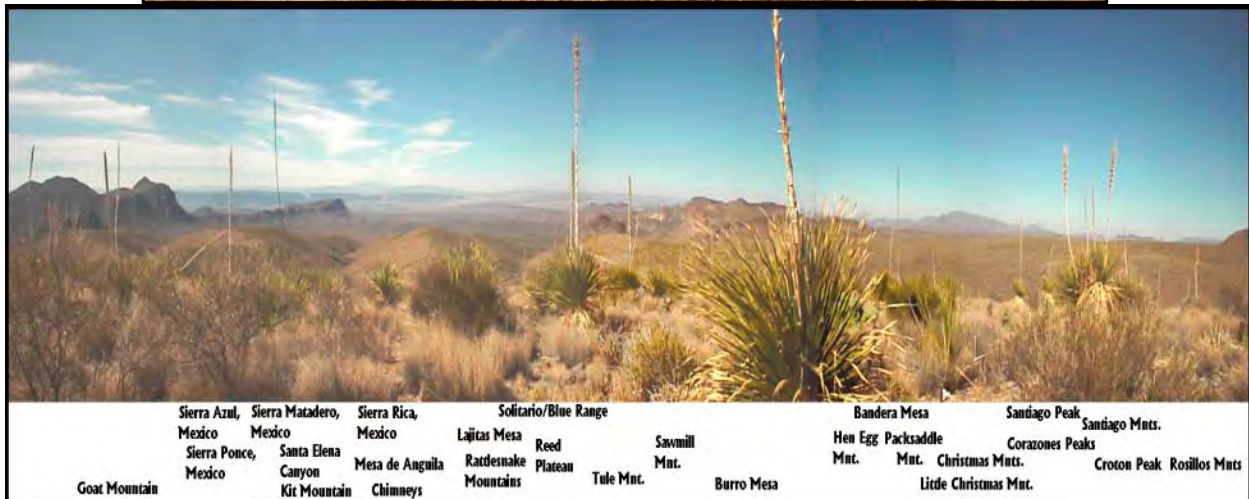 Goat Mountain
Sierra Azul,
Mexico
Sierra Ponce,
Mexico
Sierra Matadero,
Mexico
Santa Elena
Canyon
Kit Mountain
Sierra Rica,
Mexico
Mesa de Anguila
Chimneys
Solitario/Blue Range
Lajitas Mesa
Rattlesnake
Mountains
Reed
Plateau
Tule Mnt.
Sawmill
Mnt.
Burro Mesa
Bandera Mesa
Hen Egg
Mnt.
Packsaddle
Mnt.
Christmas Mnts.
Little Christmas Mnt.
Santiago Peak
Corazones Peaks
Santiago Mnts.
Croton Peak
Rosillos Mnts